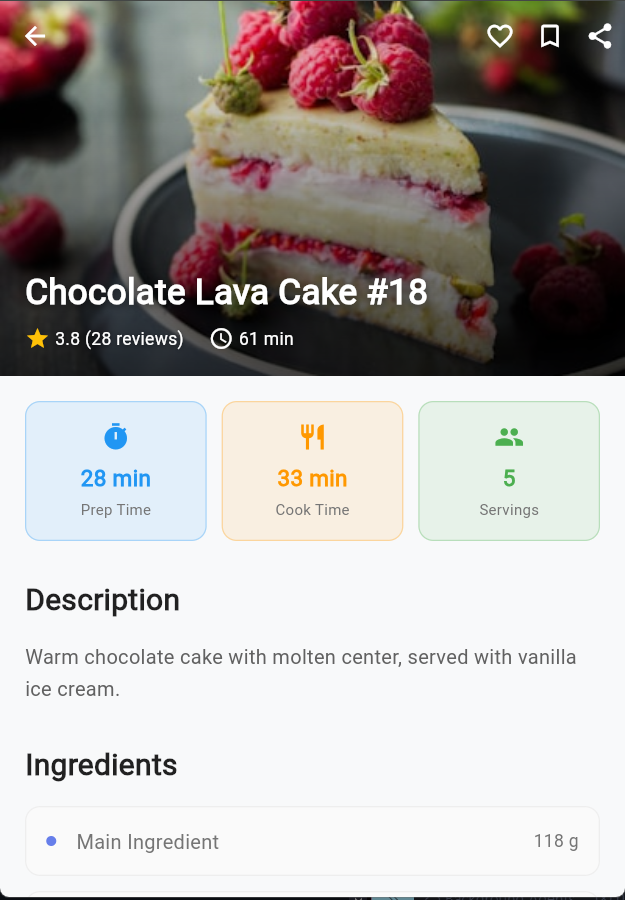 Chocolate Lava Cake #18
3.8 (28 reviews) 61 min
28 min
Prep Time
33 min
Cook Time
5
Servings
Description
Warm chocolate cake with molten center, served with vanilla
ice cream.
Ingredients
Main Ingredient 118 g